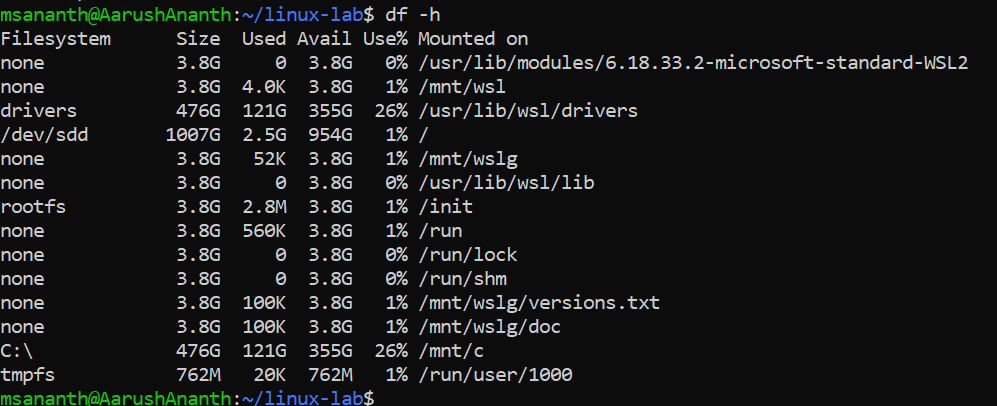 msananth@AarushAnanth:~/linux-lab$ df -h
Filesystem      Size  Used Avail Use% Mounted on
none            3.8G     0  3.8G   0% /usr/lib/modules/6.18.33.2-microsoft-standard-WSL2
none            3.8G  4.0K  3.8G   1% /mnt/wsl
drivers         476G  121G  355G  26% /usr/lib/wsl/drivers
/dev/sdd       1007G  2.5G  954G   1% /
none            3.8G   52K  3.8G   1% /mnt/wslg
none            3.8G     0  3.8G   0% /usr/lib/wsl/lib
rootfs          3.8G  2.8M  3.8G   1% /init
none            3.8G  560K  3.8G   1% /run
none            3.8G     0  3.8G   0% /run/lock
none            3.8G     0  3.8G   0% /run/shm
none            3.8G  100K  3.8G   1% /mnt/wslg/versions.txt
none            3.8G  100K  3.8G   1% /mnt/wslg/doc
C:\             476G  121G  355G  26% /mnt/c
tmpfs           762M   20K  762M   1% /run/user/1000
msananth@AarushAnanth:~/linux-lab$